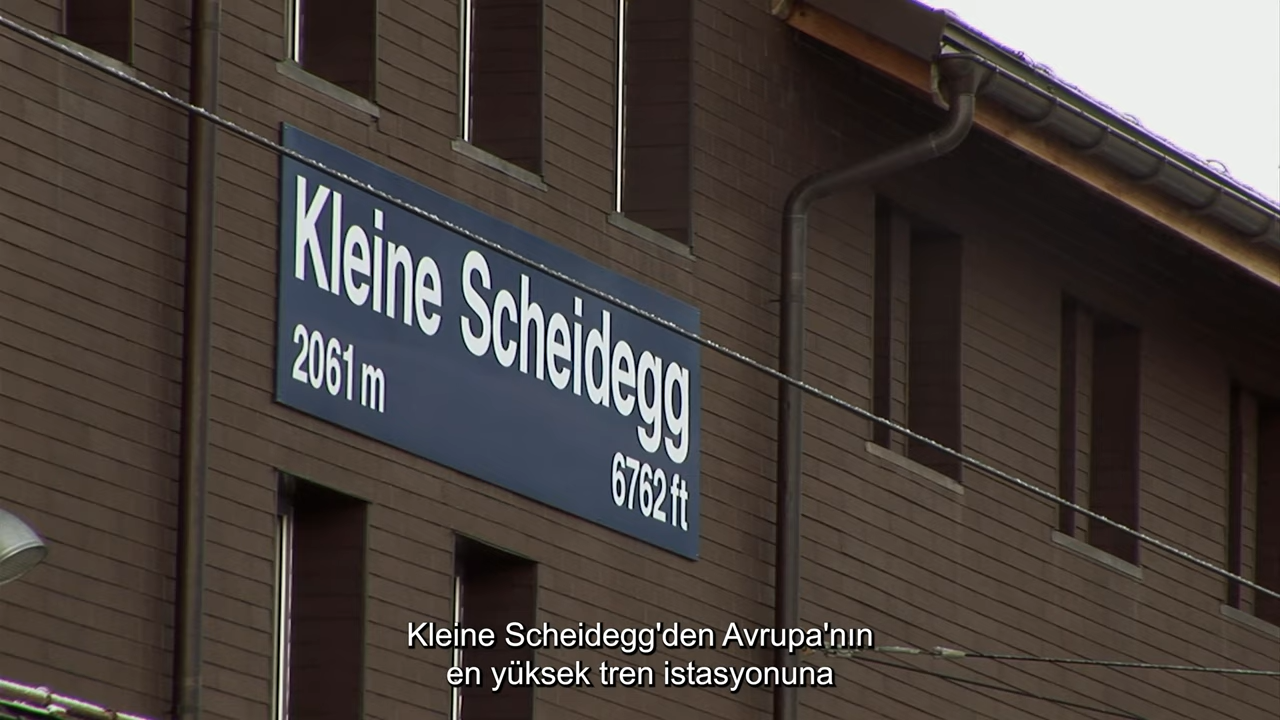 Kleine Scheidegg
2061 m
6762 ft
Kleine Scheidegg'den Avrupa'nın
en yüksek tren istasyonuna